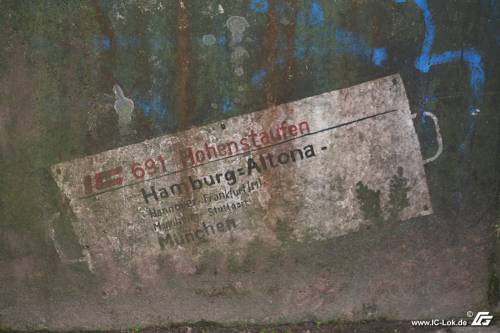 IC 691 Hohenstaufen
Hamburg=Altona -
Hannover Frankfurt(M)
Stuttgart
München
www.IC-Lok.de ©